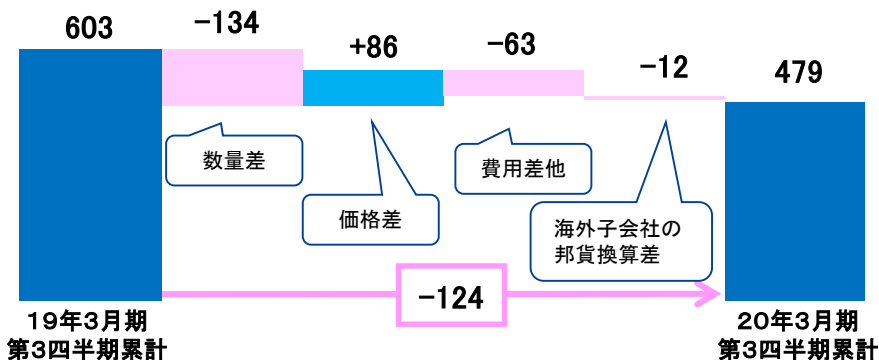 603
−134
+86
−63
−12
479
数量差
価格差
費用差他
海外子会社の
邦貨換算差
−124
19年3月期
第3四半期累計
20年3月期
第3四半期累計